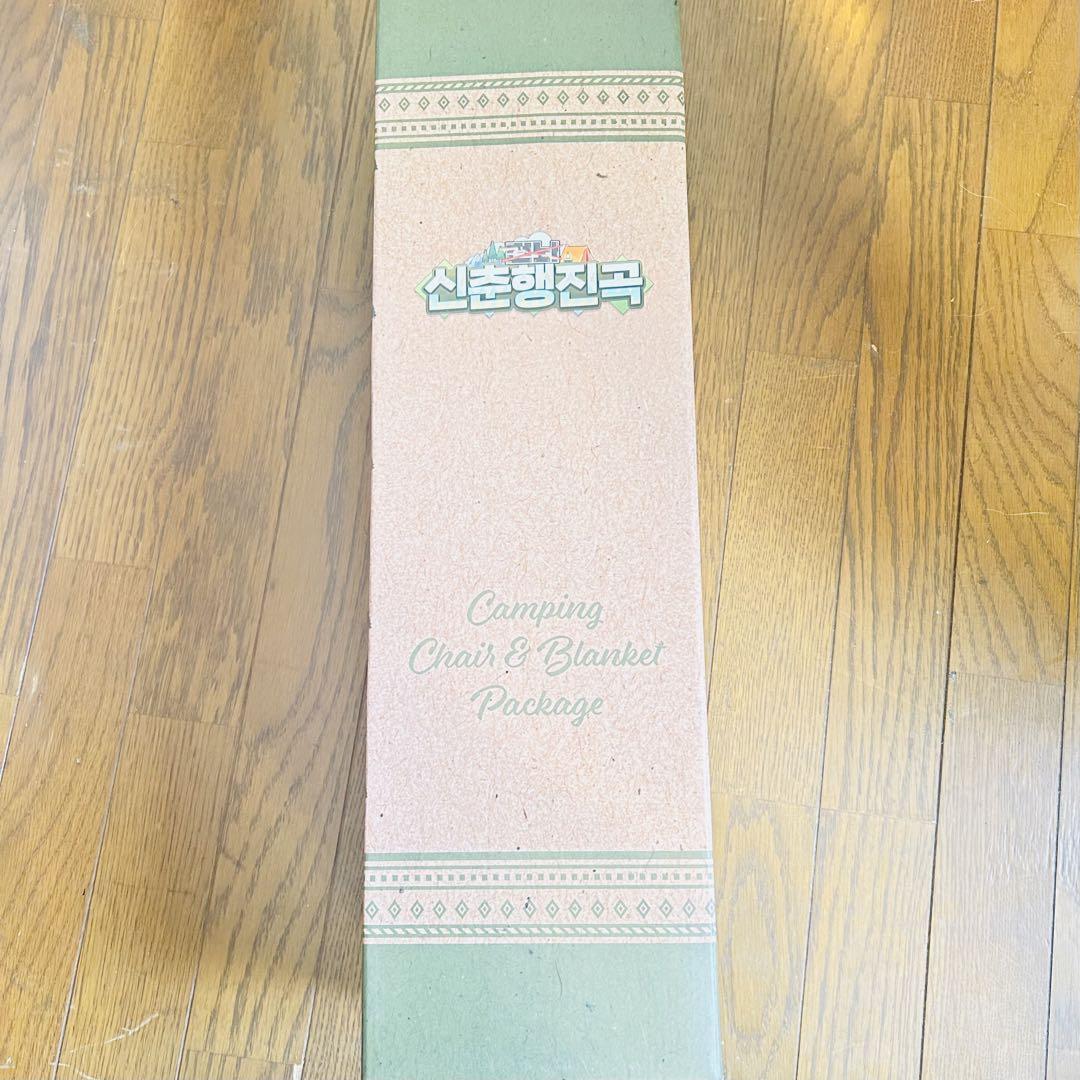 신춘행진곡
Camping
Chair & Blanket
Package